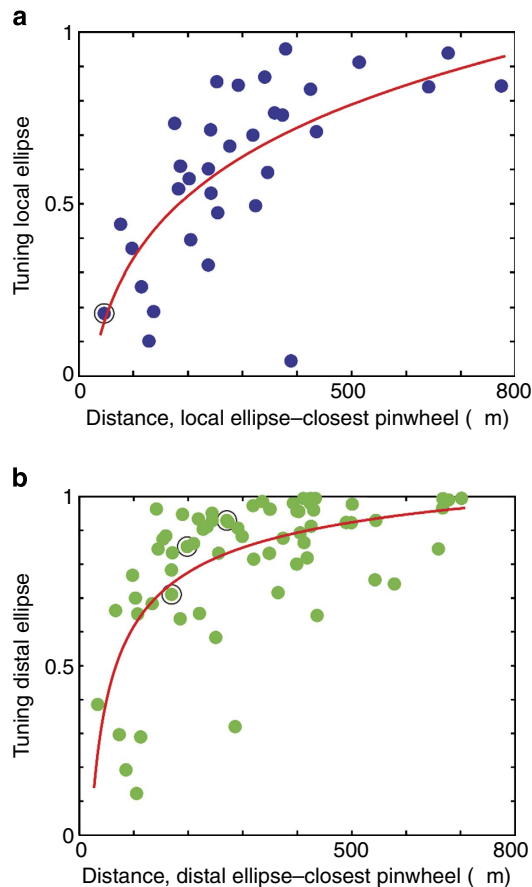 a
1
Tuning local ellipse
0.5
0
0 500 800
Distance, local ellipse–closest pinwheel ( m)
b
1
Tuning distal ellipse
0.5
0
0 500 800
Distance, distal ellipse–closest pinwheel ( m)